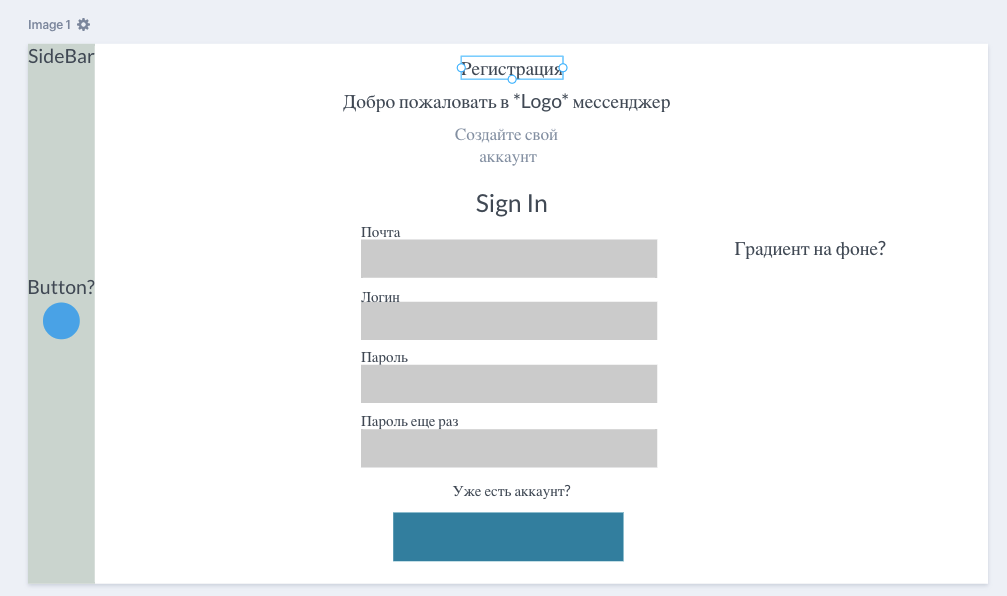 Image 1
SideBar
Регистрация
Добро пожаловать в *Logo* мессенджер
Создайте свой
аккаунт
Sign In
Почта
Градиент на фоне?
Button?
Логин
Пароль
Пароль еще раз
Уже есть аккаунт?